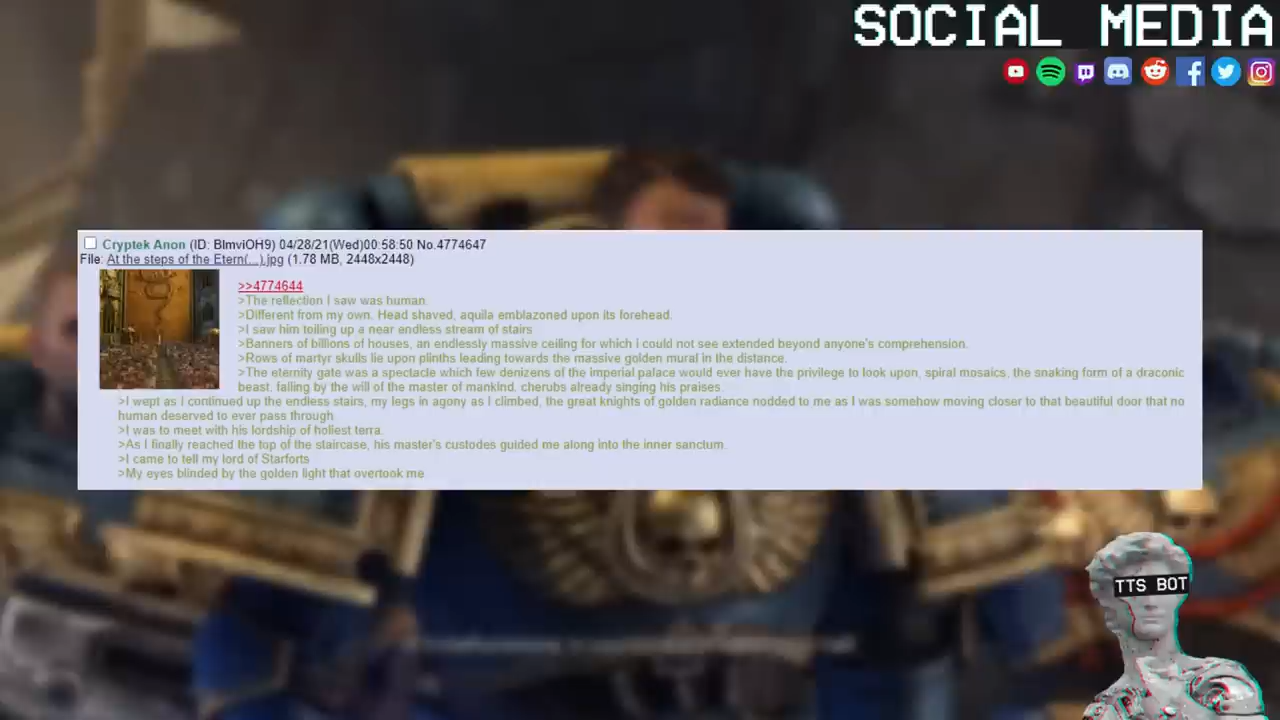 SOCIAL MEDIA
Cryptek Anon (ID: BImviOH9) 04/28/21(Wed)00:58:50 No.4774647
File: At the steps of the Etern(...).jpg (1.78 MB, 2448x2448)
>>4774644
>The reflection I saw was human.
>Different from my own. Head shaved, aquila emblazoned upon its forehead.
>I saw him toiling up a near endless stream of stairs
>Banners of billions of houses, an endlessly massive ceiling for which i could not see extended beyond anyone's comprehension.
>Rows of martyr skulls lie upon plinths leading towards the massive golden mural in the distance.
>The eternity gate was a spectacle which few denizens of the imperial palace would ever have the privilege to look upon, spiral mosaics, the snaking form of a draconic
beast, falling by the will of the master of mankind, cherubs already singing his praises.
>I wept as I continued up the endless stairs, my legs in agony as I climbed, the great knights of golden radiance nodded to me as I was somehow moving closer to that beautiful door that no
human deserved to ever pass through.
>I was to meet with his lordship of holiest terra.
>As I finally reached the top of the staircase, his master's custodes guided me along into the inner sanctum.
>I came to tell my lord of Starforts
>My eyes blinded by the golden light that overtook me
TTS BOT